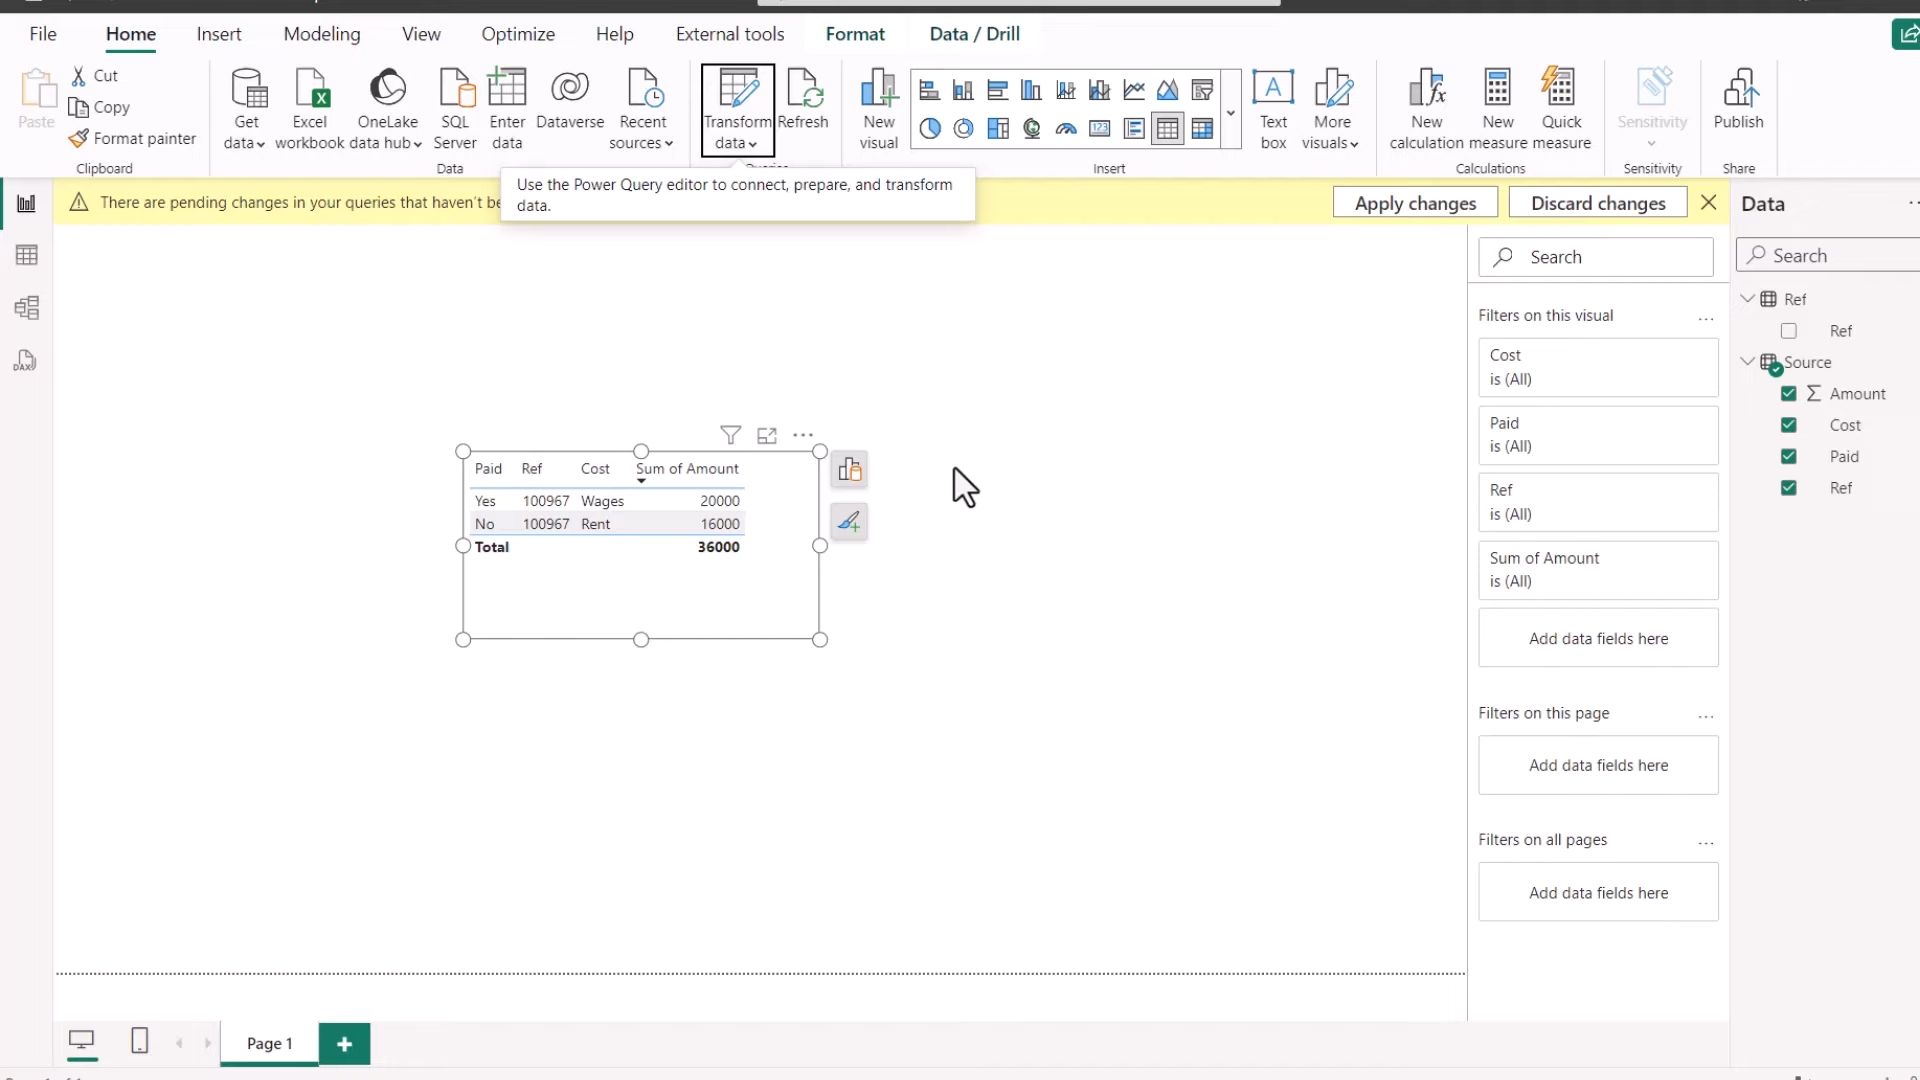 File
Home
Insert
Modeling
View
Optimize
Help
External tools
Format
Data / Drill
Paste
Cut
Copy
Format painter
Clipboard
Get data
Excel workbook
OneLake data hub
SQL Server
Enter data
Dataverse
Recent sources
Data
Transform data
Refresh
New visual
123
Insert
A
Text box
More visuals
New calculation
New measure
Quick measure
Calculations
Sensitivity
Sensitivity
Publish
Share
Use the Power Query editor to connect, prepare, and transform
data.
There are pending changes in your queries that haven't be
Apply changes
Discard changes
DAX
Paid Ref Cost Sum of Amount
Yes 100967 Wages 20000
No 100967 Rent 16000
Total 36000
Search
Filters on this visual
Cost
is (All)
Paid
is (All)
Ref
is (All)
Sum of Amount
is (All)
Add data fields here
Filters on this page
Add data fields here
Filters on all pages
Add data fields here
Data
Search
Ref
Ref
Source
Σ Amount
Cost
Paid
Ref
Page 1